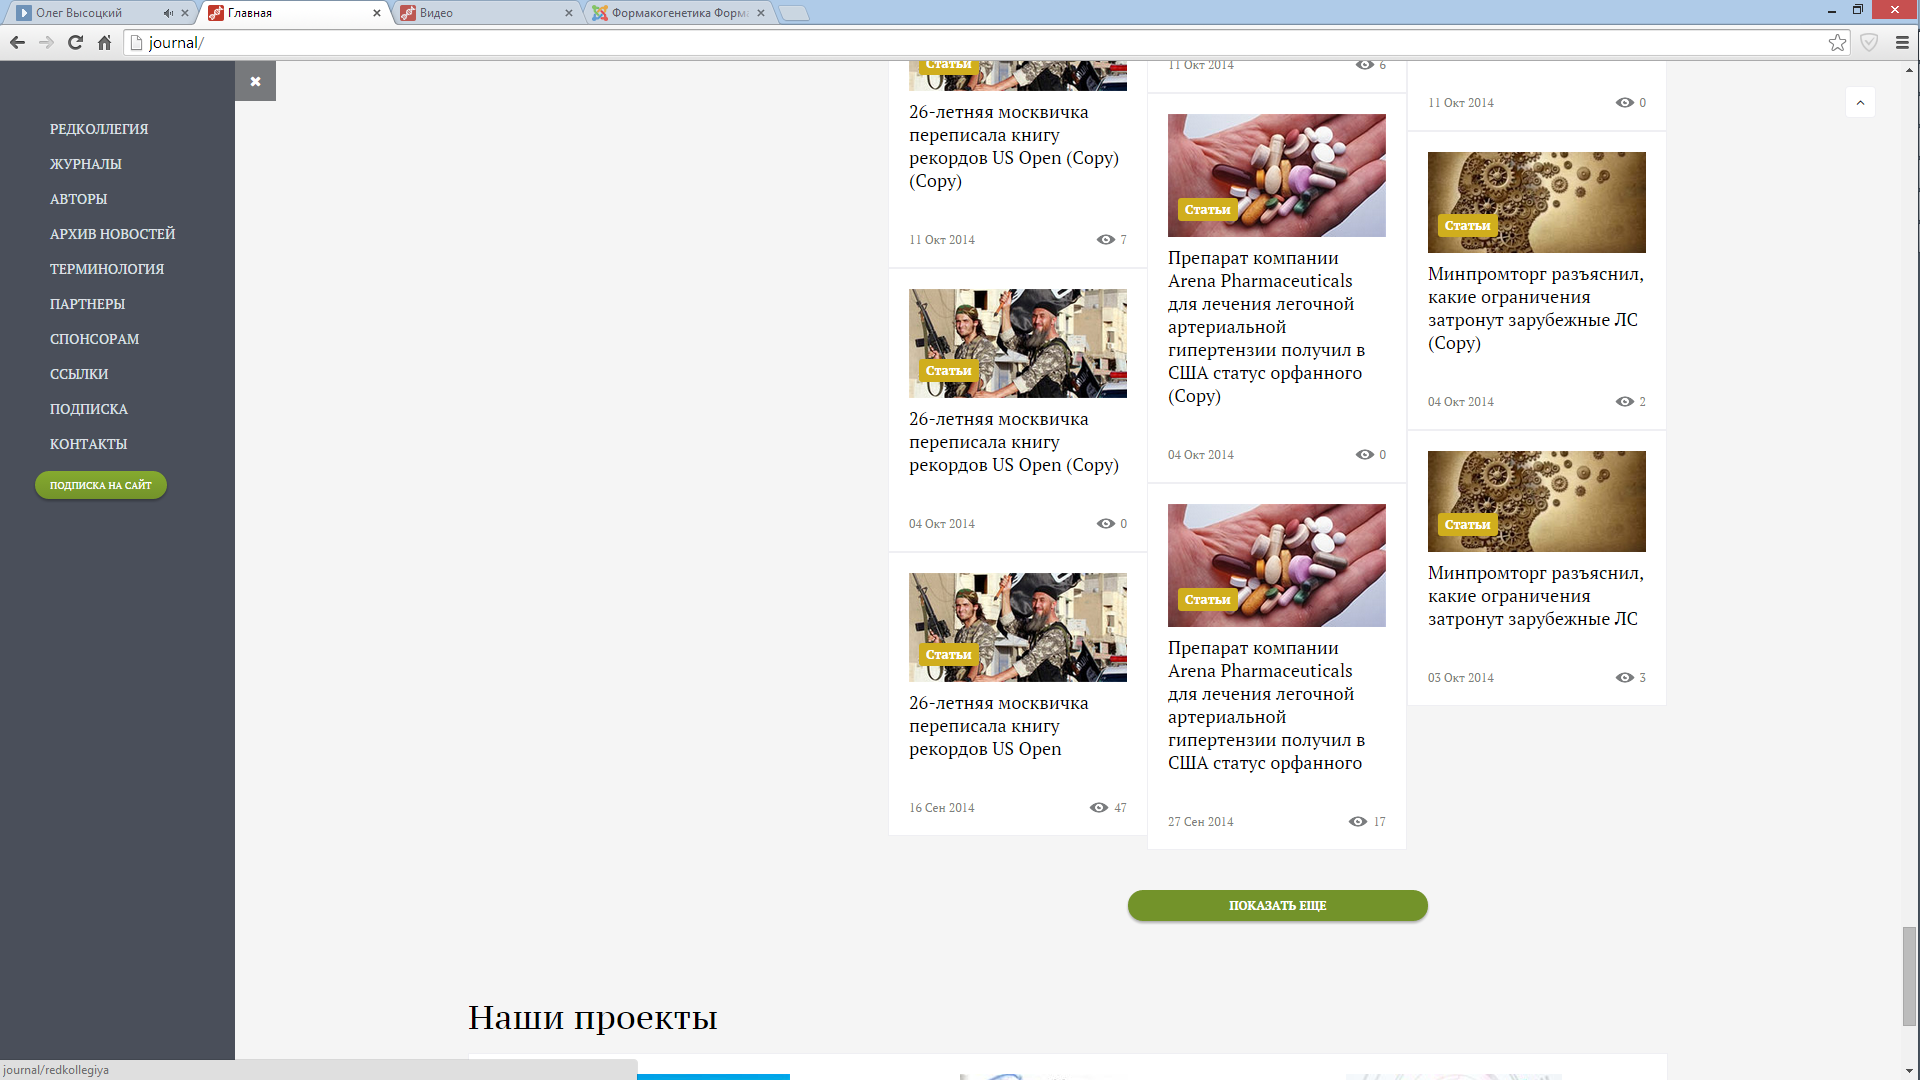 Олег Высоцкий
Главная
Видео
Формакогенетика Форм
journal/
РЕДКОЛЛЕГИЯ
ЖУРНАЛЫ
АВТОРЫ
АРХИВ НОВОСТЕЙ
ТЕРМИНОЛОГИЯ
ПАРТНЕРЫ
СПОНСОРАМ
ССЫЛКИ
ПОДПИСКА
КОНТАКТЫ
ПОДПИСКА НА САЙТ
Статьи
26-летняя москвичка
переписала книгу
рекордов US Open (Copy)
(Copy)
11 Окт 2014 7
Статьи
26-летняя москвичка
переписала книгу
рекордов US Open (Copy)
04 Окт 2014 0
Статьи
26-летняя москвичка
переписала книгу
рекордов US Open
16 Сен 2014 47
11 Окт 2014 6
Статьи
Препарат компании
Arena Pharmaceuticals
для лечения легочной
артериальной
гипертензии получил в
США статус орфанного
(Copy)
04 Окт 2014 0
Статьи
Препарат компании
Arena Pharmaceuticals
для лечения легочной
артериальной
гипертензии получил в
США статус орфанного
27 Сен 2014 17
11 Окт 2014 0
Статьи
Минпромторг разъяснил,
какие ограничения
затронут зарубежные ЛС
(Copy)
04 Окт 2014 2
Статьи
Минпромторг разъяснил,
какие ограничения
затронут зарубежные ЛС
03 Окт 2014 3
ПОКАЗАТЬ ЕЩЕ
Наши проекты
journal/redkollegiya